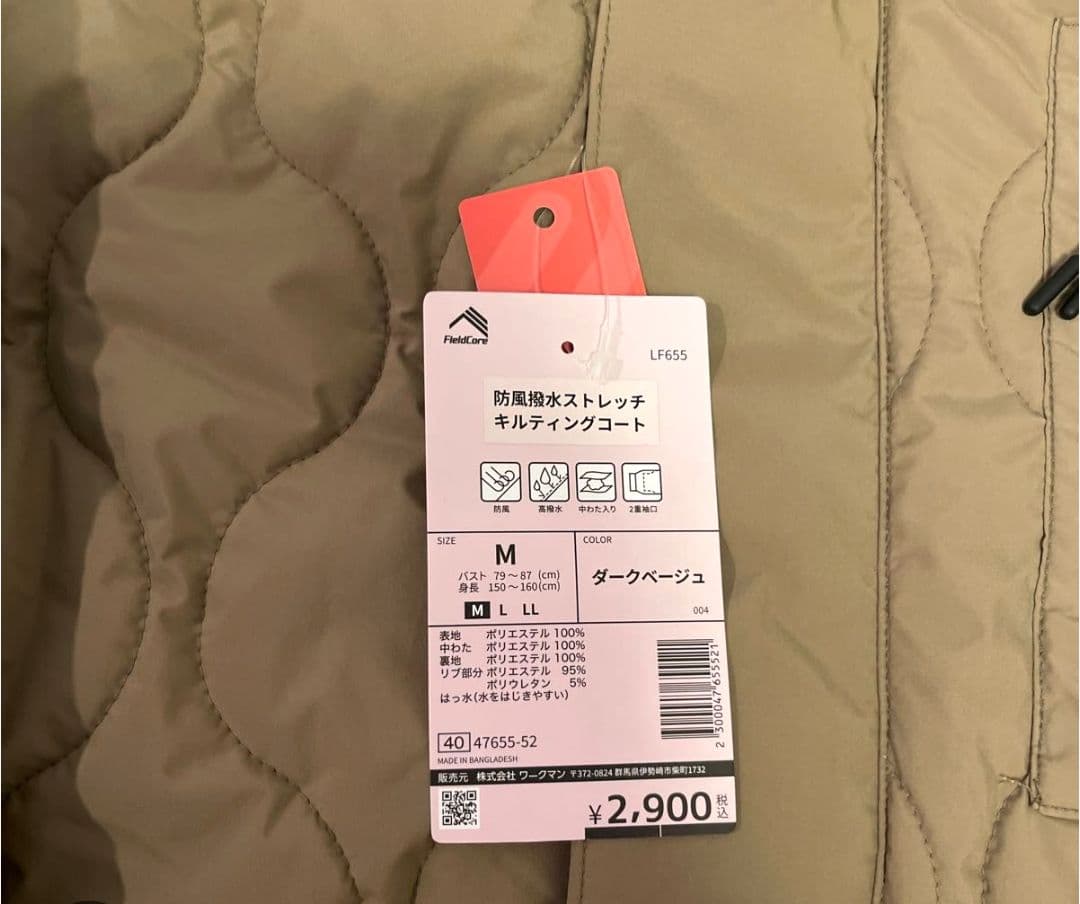 FieldCore
LF655
防風撥水ストレッチ
キルティングコート
防風 高撥水 中わた入り 2重袖口
SIZE
M
バスト 79～87 (cm)
身長 150～160(cm)
M L LL
COLOR
ダークベージュ
004
表地 ポリエステル 100%
中わた ポリエステル 100%
裏地 ポリエステル 100%
リブ部分 ポリエステル 95%
ポリウレタン 5%
はっ水(水をはじきやすい)
2 300047 655521
40 47655-52
MADE IN BANGLADESH
販売元 株式会社 ワークマン 〒372-0824 群馬県伊勢崎市柴町1732
¥2,900 税込